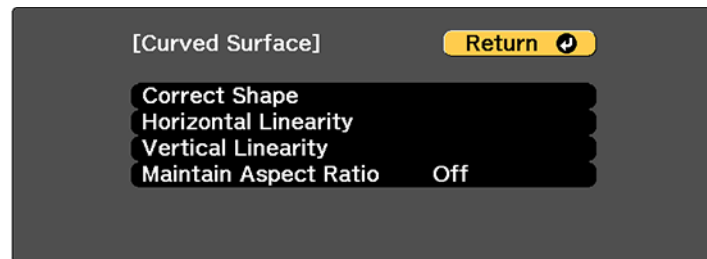 [Curved Surface] Return
Correct Shape
Horizontal Linearity
Vertical Linearity
Maintain Aspect Ratio Off